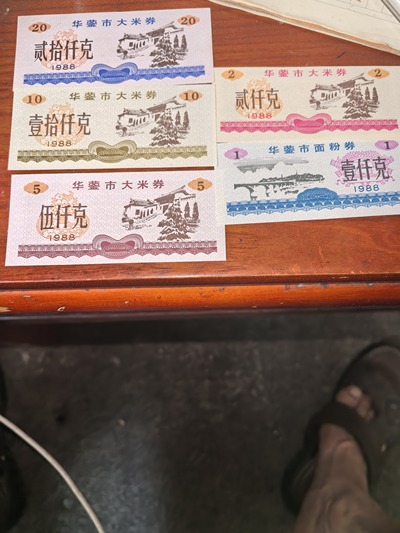 20 华蓥市大米券 20
贰拾仟克
1988
10 华蓥市大米券 10
壹拾仟克
1988
5 华蓥市大米券 5
伍仟克
1988
2 华蓥市大米券 2
贰仟克
1988
1 华蓥市面粉券 1
壹仟克
1988